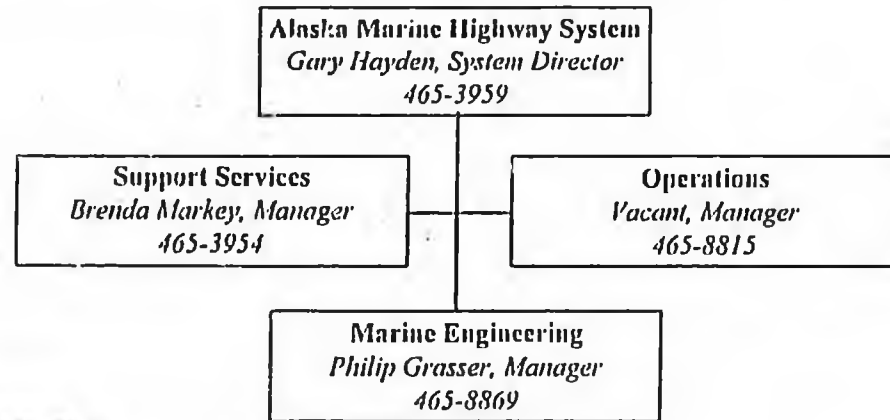 Alaska Marine Highway System
Gary Hayden, System Director
465-3959
Support Services
Brenda Markey, Manager
465-3954
Operations
Vacant, Manager
465-8815
Marine Engineering
Philip Grasser, Manager
465-8869